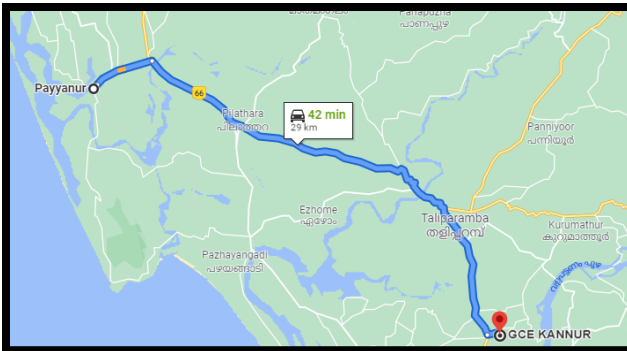 പാണപ്പുഴ
Payyanur
66
Pilathara
പിലാത്തറ
42 min
29 km
Panniyoor
പന്നിയൂർ
Ezhome
ഏഴോം
Taliparamba
തളിപ്പറമ്പ്
Kurumathur
കുറുമാത്തൂർ
Pazhayangadi
പഴയങ്ങാടി
GCE KANNUR